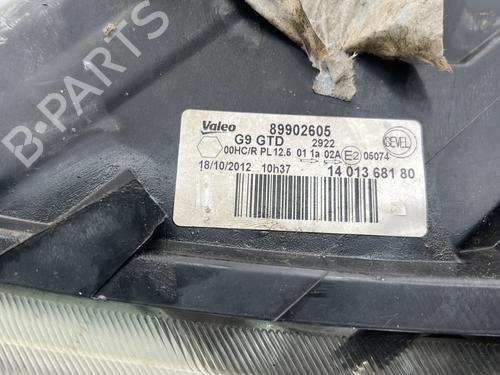 B-PARTS
Valeo 89902605
G9 GTD 2922
00HC/R PL 12.5 01 1a 02A E2 05074
SEVEL
18/10/2012 10h37 14 013 681 80